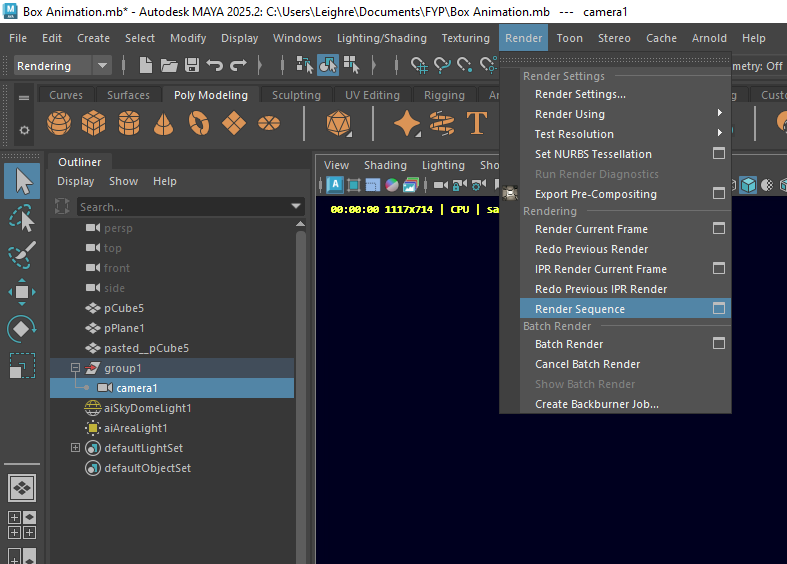 Box Animation.mb* - Autodesk MAYA 2025.2: C:\Users\Leighre\Documents\FYP\Box Animation.mb --- camera1
File Edit Create Select Modify Display Windows Lighting/Shading Texturing Render Toon Stereo Cache Arnold Help
Rendering
metry: Off
Curves Surfaces Poly Modeling Sculpting UV Editing Rigging
Outliner
Display Show Help
Search...
persp
top
front
side
pCube5
pPlane1
pasted__pCube5
group1
camera1
aiSkyDomeLight1
aiAreaLight1
defaultLightSet
defaultObjectSet
View Shading Lighting
00:00:00 1117x714 | CPU |
Render Settings
Render Settings...
Render Using
Test Resolution
Set NURBS Tessellation
Run Render Diagnostics
Export Pre-Compositing
Rendering
Render Current Frame
Redo Previous Render
IPR Render Current Frame
Redo Previous IPR Render
Render Sequence
Batch Render
Batch Render
Cancel Batch Render
Show Batch Render
Create Backburner Job...